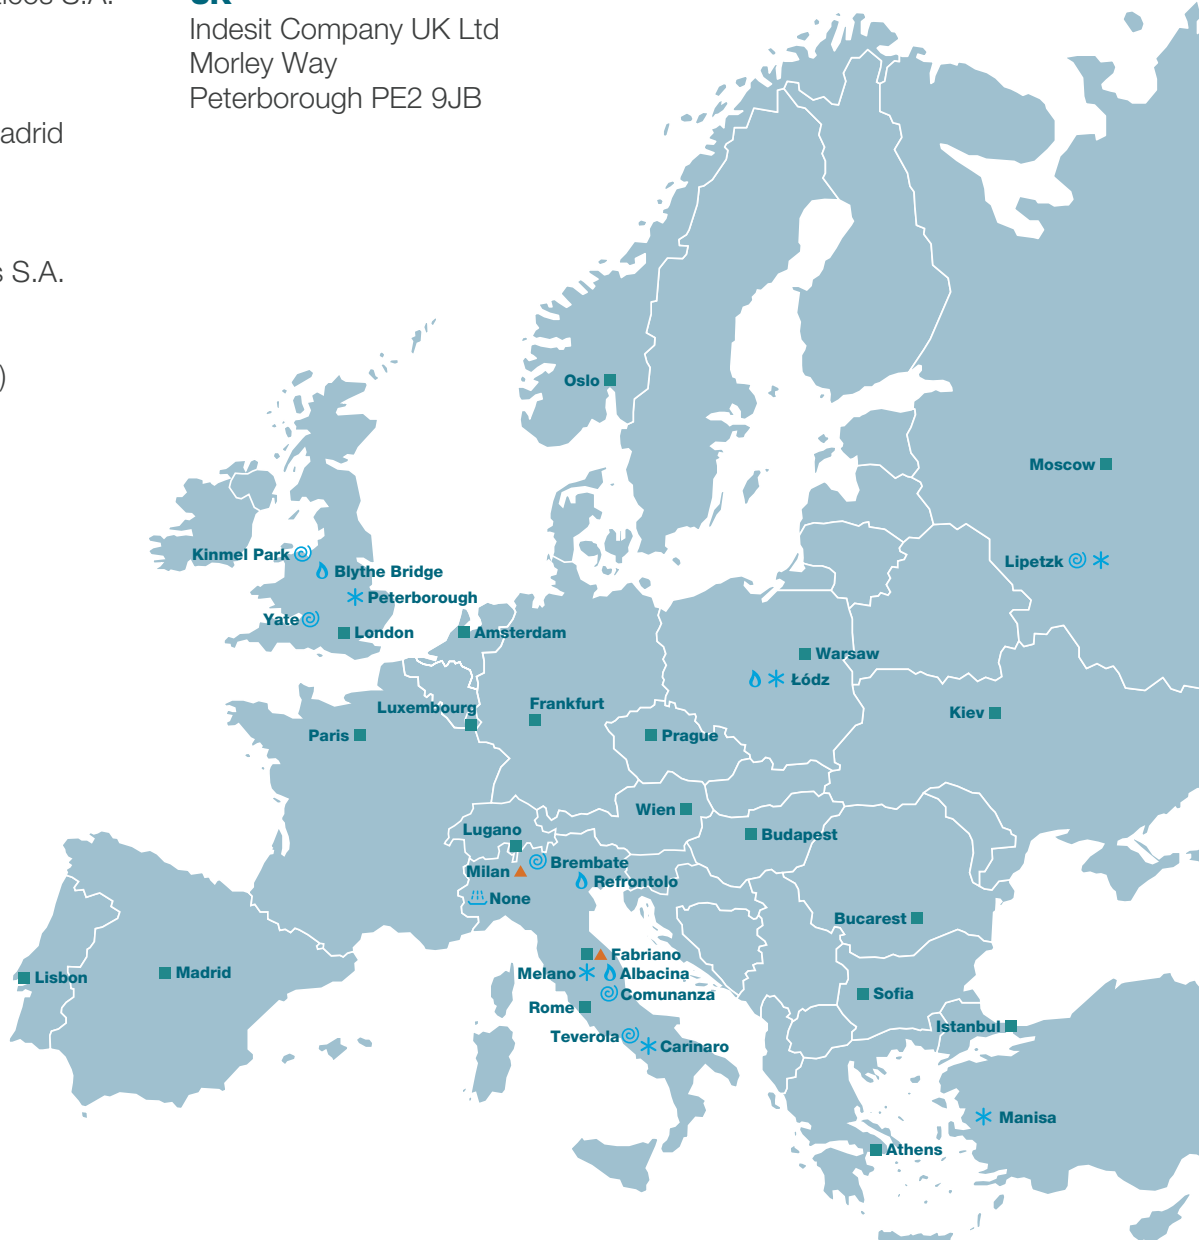 S.A.
UK
Indesit Company UK Ltd
Morley Way
Peterborough PE2 9JB
adrid
s S.A.
)
Oslo
Moscow
Kinmel Park
Lipetzk
Blythe Bridge
Peterborough
Yate
London
Amsterdam
Warsaw
Łódz
Luxembourg
Frankfurt
Kiev
Paris
Prague
Wien
Lugano
Budapest
Brembate
Milan
Refrontolo
None
Bucarest
Fabriano
Lisbon
Madrid
Melano
Albacina
Comunanza
Sofia
Rome
Istanbul
Teverola
Carinaro
Manisa
Athens